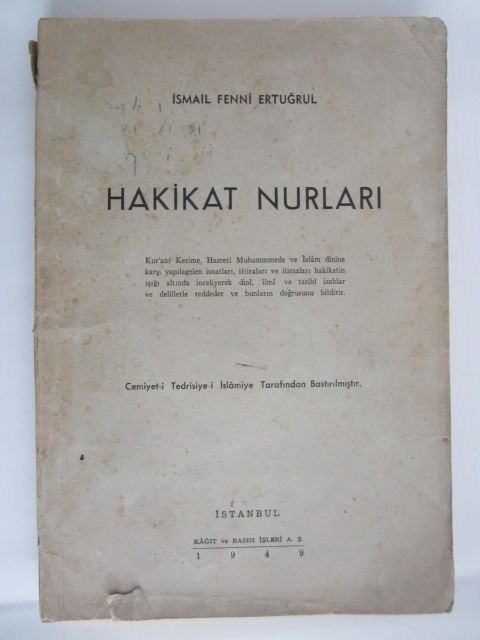 İSMAİL FENNİ ERTUĞRUL
HAKİKAT NURLARI
Kur'anı Kerime, Hazreti Muhammmede ve İslâm dinine
karşı yapılagelen isnatları, iftiraları ve itirazları hakikatin
ışığı altında inceliyerek dinî, ilmî ve tarihî izahlar
ve delillerle reddeder ve bunların doğrusunu bildirir.
Cemiyet-i Tedrisiye-i İslâmiye Tarafından Bastırılmıştır.
İSTANBUL
KÂĞIT ve BASIM İŞLERİ A. Ş.
1 9 4 9